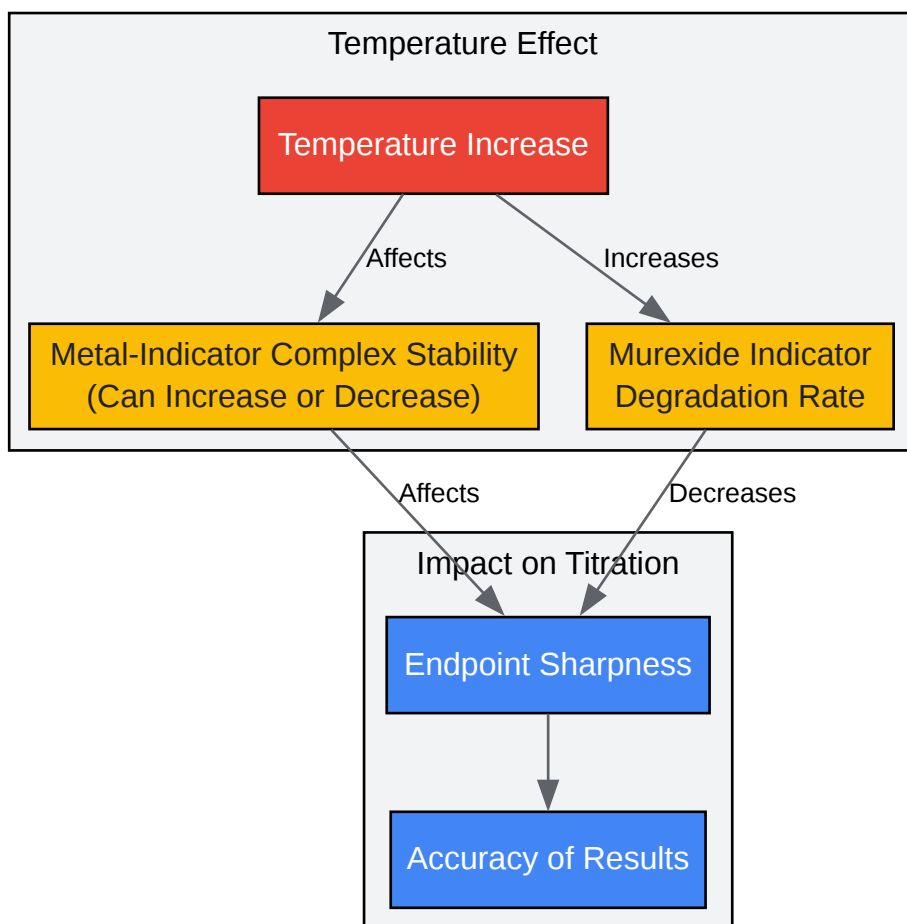 Temperature Effect
Temperature Increase
Affects
Increases
Metal-Indicator Complex Stability
(Can Increase or Decrease)
Murexide Indicator
Degradation Rate
Affects
Decreases
Impact on Titration
Endpoint Sharpness
Accuracy of Results